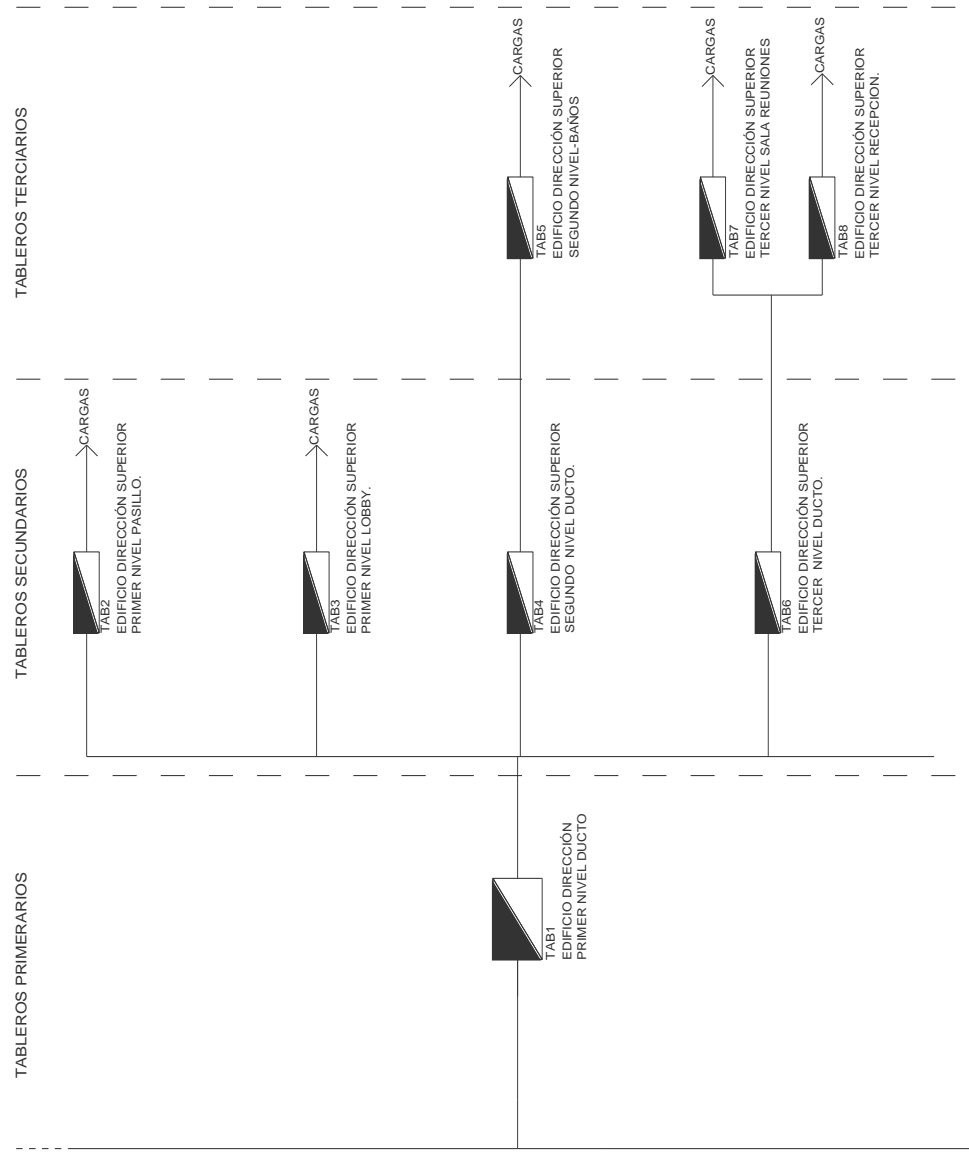 TABLEROS PRIMERARIOS
TABLEROS SECUNDARIOS
TABLEROS TERCIARIOS
TAB1
EDIFICIO DIRECCIÓN
PRIMER NIVEL DUCTO
TAB2
EDIFICIO DIRECCIÓN SUPERIOR
PRIMER NIVEL PASILLO.
CARGAS
TAB3
EDIFICIO DIRECCIÓN SUPERIOR
PRIMER NIVEL LOBBY.
CARGAS
TAB4
EDIFICIO DIRECCIÓN SUPERIOR
SEGUNDO NIVEL DUCTO.
TAB5
EDIFICIO DIRECCIÓN SUPERIOR
SEGUNDO NIVEL-BAÑOS
CARGAS
TAB6
EDIFICIO DIRECCIÓN SUPERIOR
TERCER NIVEL DUCTO.
TAB7
EDIFICIO DIRECCIÓN SUPERIOR
TERCER NIVEL SALA REUNIONES
CARGAS
TAB8
EDIFICIO DIRECCIÓN SUPERIOR
TERCER NIVEL RECEPCION.
CARGAS